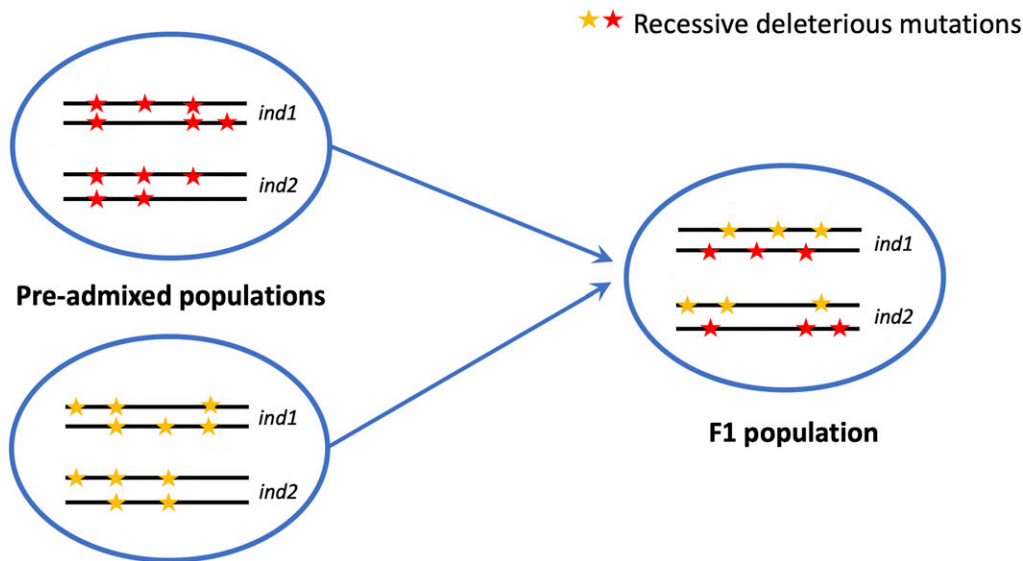 Recessive deleterious mutations
ind1
ind2
Pre-admixed populations
ind1
ind2
ind1
ind2
F1 population